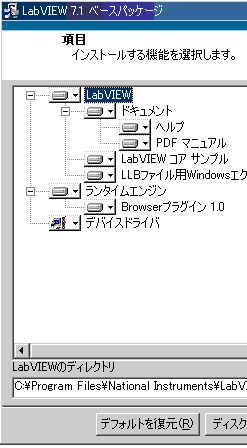 LabVIEW 7.1 ベースパッケージ
項目
インストールする機能を選択します。
LabVIEW
ドキュメント
ヘルプ
PDF マニュアル
LabVIEW コア サンプル
LLBファイル用Windowsエク
ランタイムエンジン
Browserプラグイン 1.0
デバイスドライバ
LabVIEWのディレクトリ
C:¥Program Files¥National Instruments¥LabV
デフォルトを復元(R)
ディスク